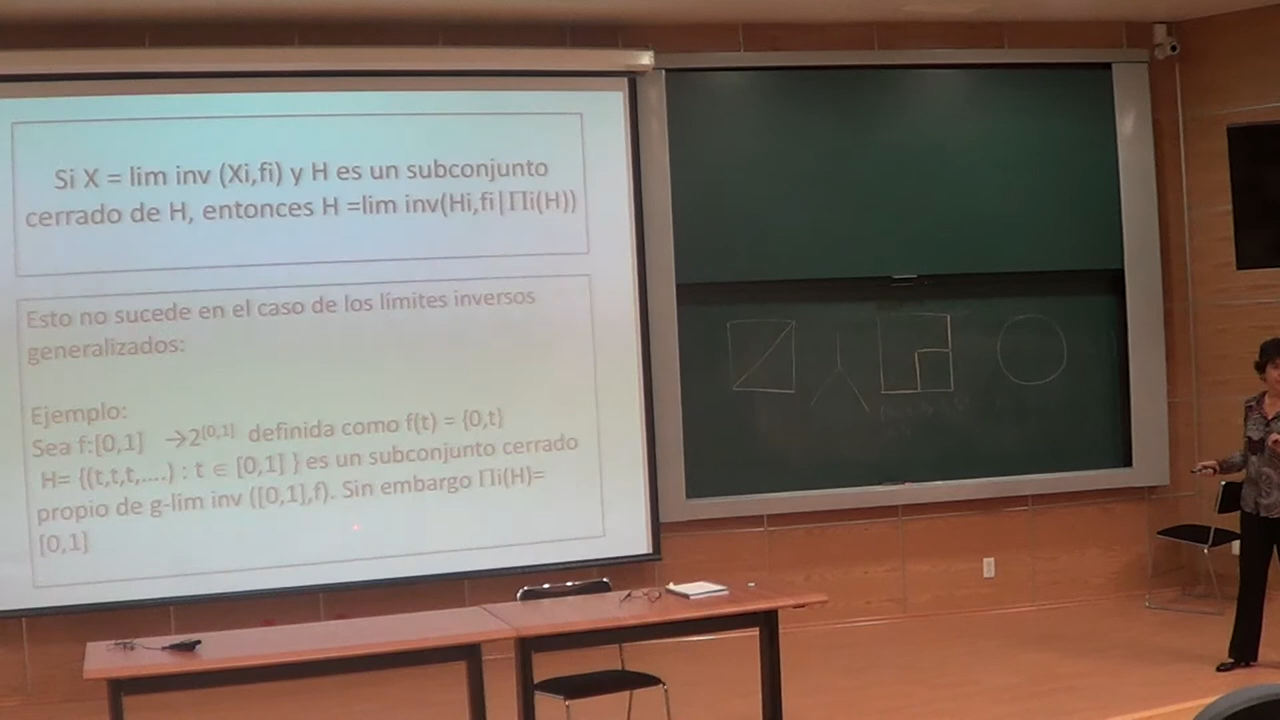 Si X = lim inv (Xi,fi) y H es un subconjunto
cerrado de H, entonces H =lim inv(Hi,fi|Πi(H))
Esto no sucede en el caso de los límites inversos
generalizados:
Ejemplo:
Sea f:[0,1] →2^[0,1] definida como f(t) = {0,t}
H= {(t,t,t,....) : t ∈ [0,1] } es un subconjunto cerrado
propio de g-lim inv ([0,1],f). Sin embargo Πi(H)=
[0,1]